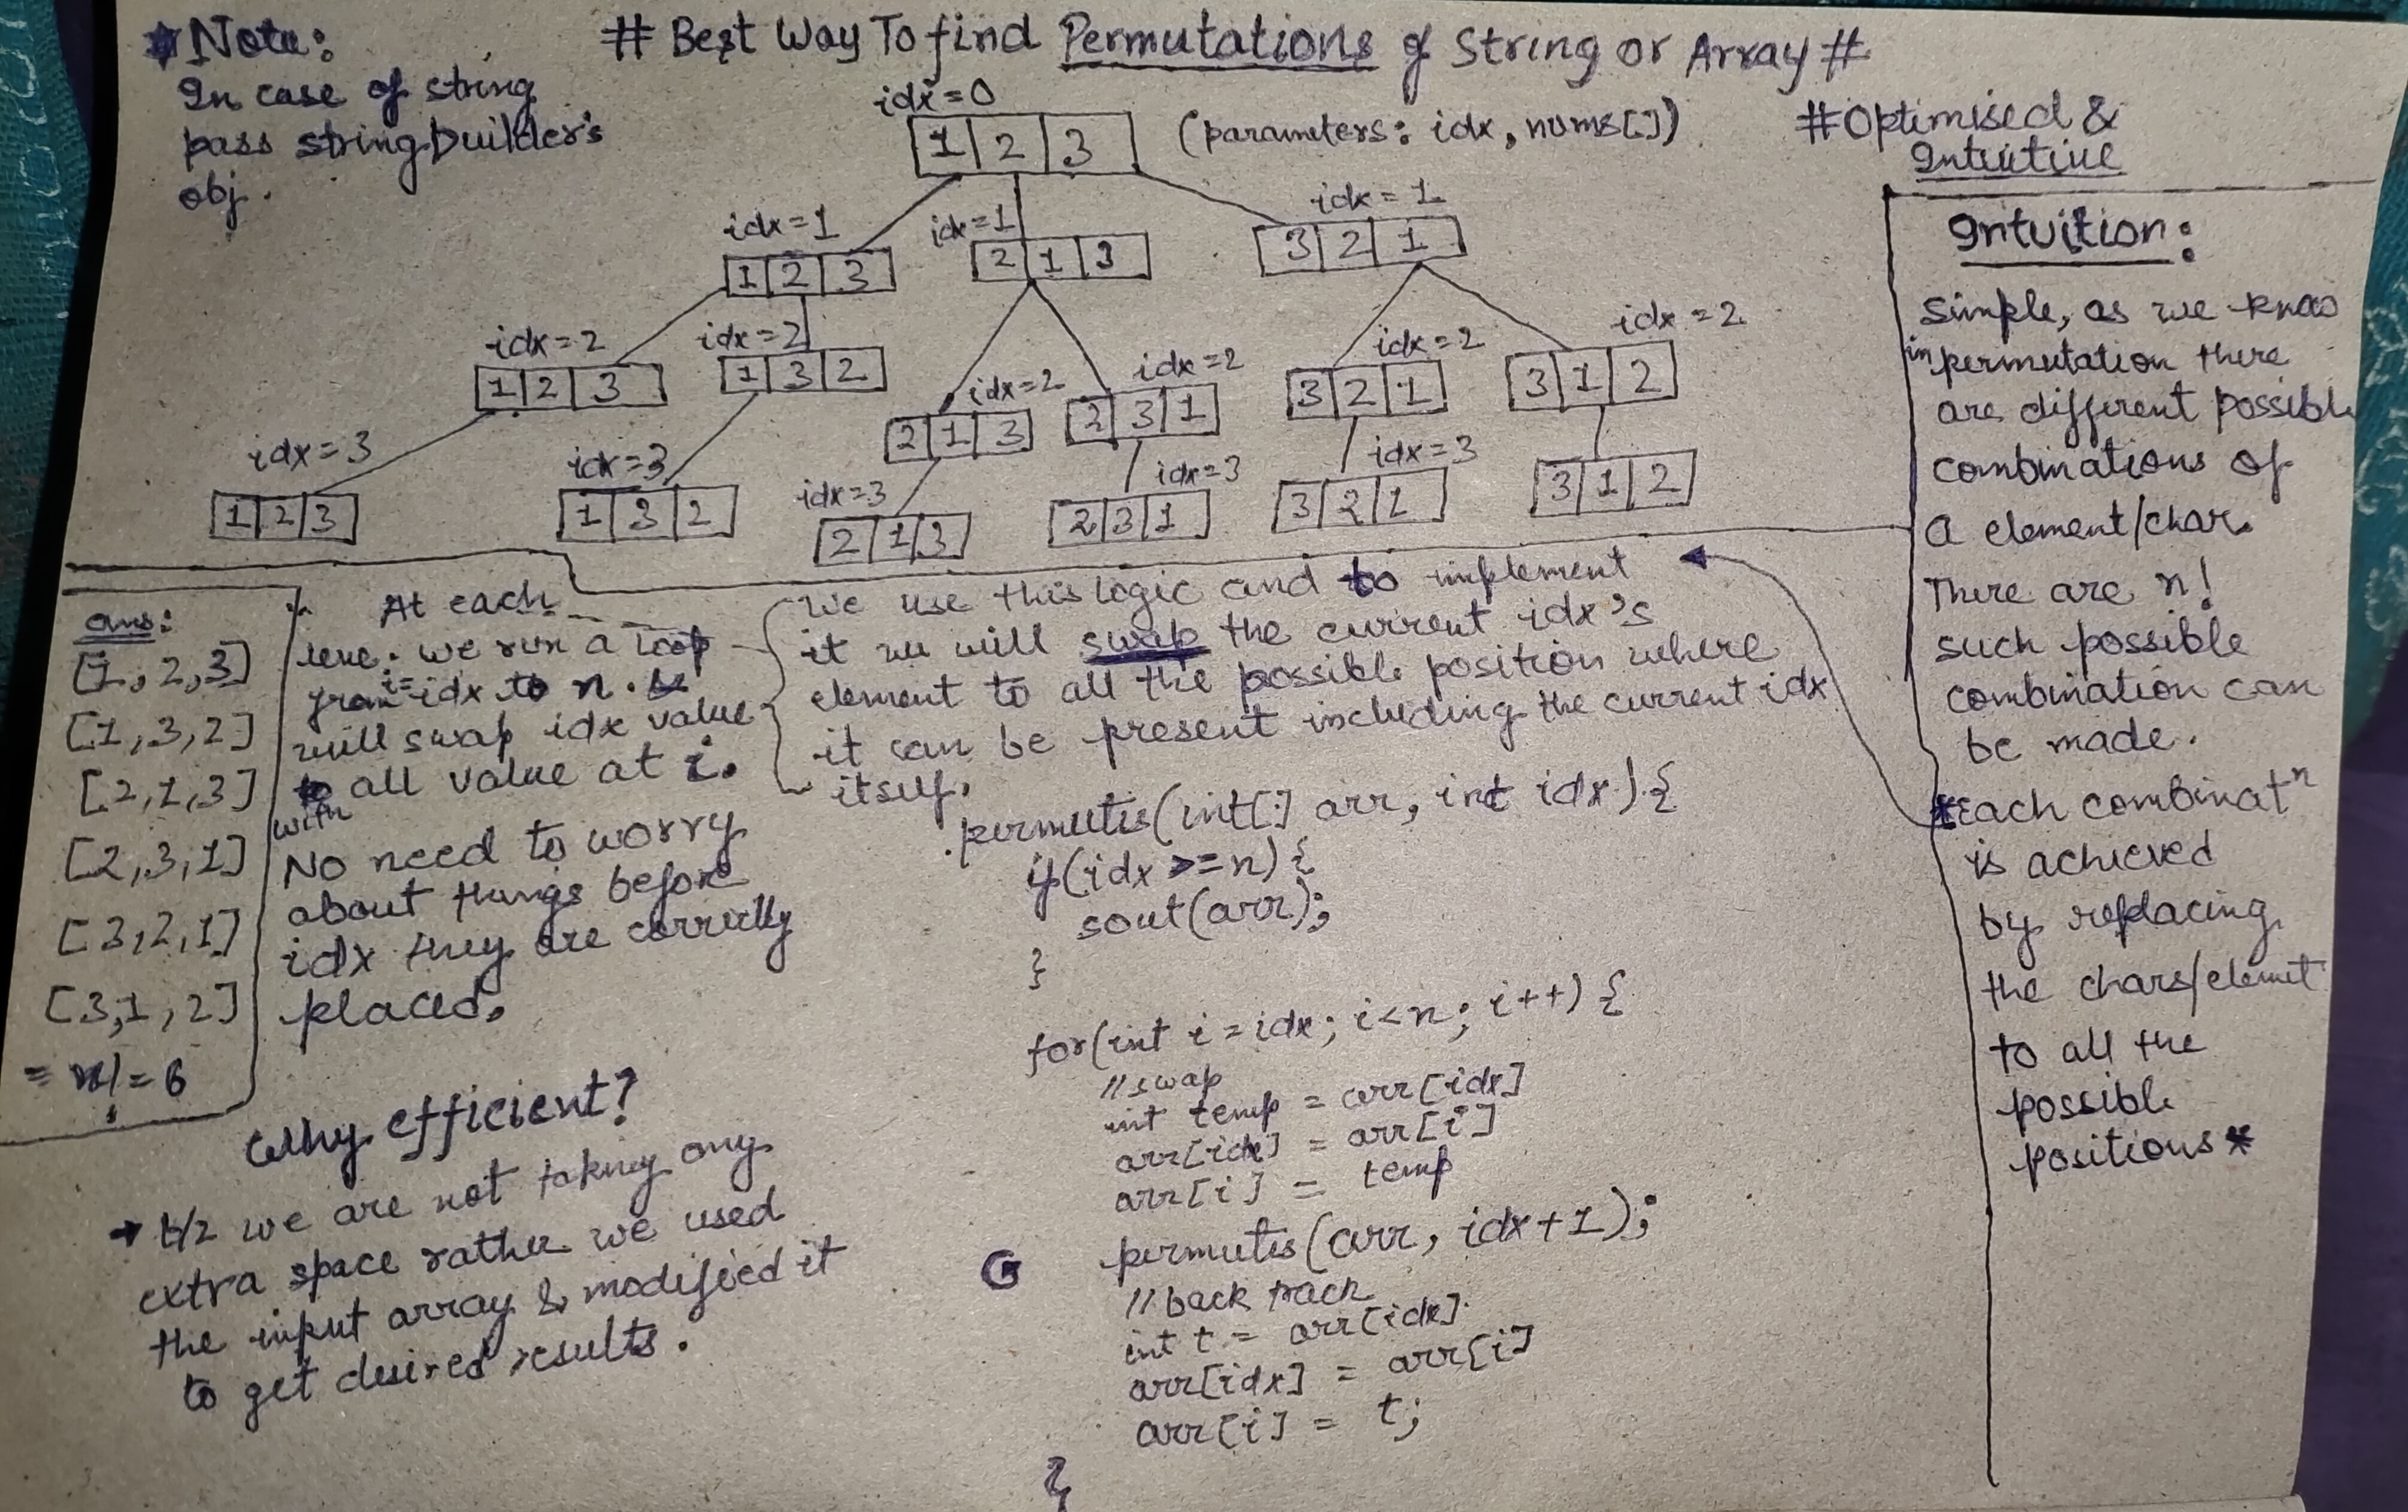 *Note:
In case of string
pass stringbuilder's
obj.
# Best Way To find Permutations of String or Array #
# Optimised &
Intuitive
idx=0
1 2 3
(parameters: idx, nums[])
idx=1
idx=1
idx=1
1 2 3
2 1 3
3 2 1
idx=2
idx=2
idx=2
idx=2
idx=2
idx=2
1 2 3
1 3 2
2 1 3
2 3 1
3 2 1
3 1 2
idx=3
idx=3
idx=3
idx=3
idx=3
1 2 3
1 3 2
2 1 3
2 3 1
3 2 1
3 1 2
Intuition:
Simple, as we know
in permutation there
are different possible
combinations of
a element/char.
There are n!
such possible
combination can
be made.
*Each combinatⁿ
is achieved
by replacing
the chars/elemet
to all the
possible
positions*
ans:
[1,2,3]
[1,3,2]
[2,1,3]
[2,3,1]
[3,2,1]
[3,1,2]
= n! = 6
At each
we run a loop
from i=idx to n.
will swap idx value
with all value at i.
No need to worry
about things before
idx they are correctly
placed.
We use this logic and to implement
it we will swap the current idx's
element to all the possible position where
it can be present including the current idx
itself.
permutes(int[] arr, int idx) {
if(idx >= n) {
sout(arr);
}
for(int i = idx; i<n; i++) {
//swap
int temp = arr[idx]
arr[idx] = arr[i]
arr[i] = temp
permutes(arr, idx+1);
//back track
int t = arr[idx]
arr[idx] = arr[i]
arr[i] = t;
}
Why efficient?
→ b/z we are not taking any
extra space rather we used
the input array & modified it
to get desired results.